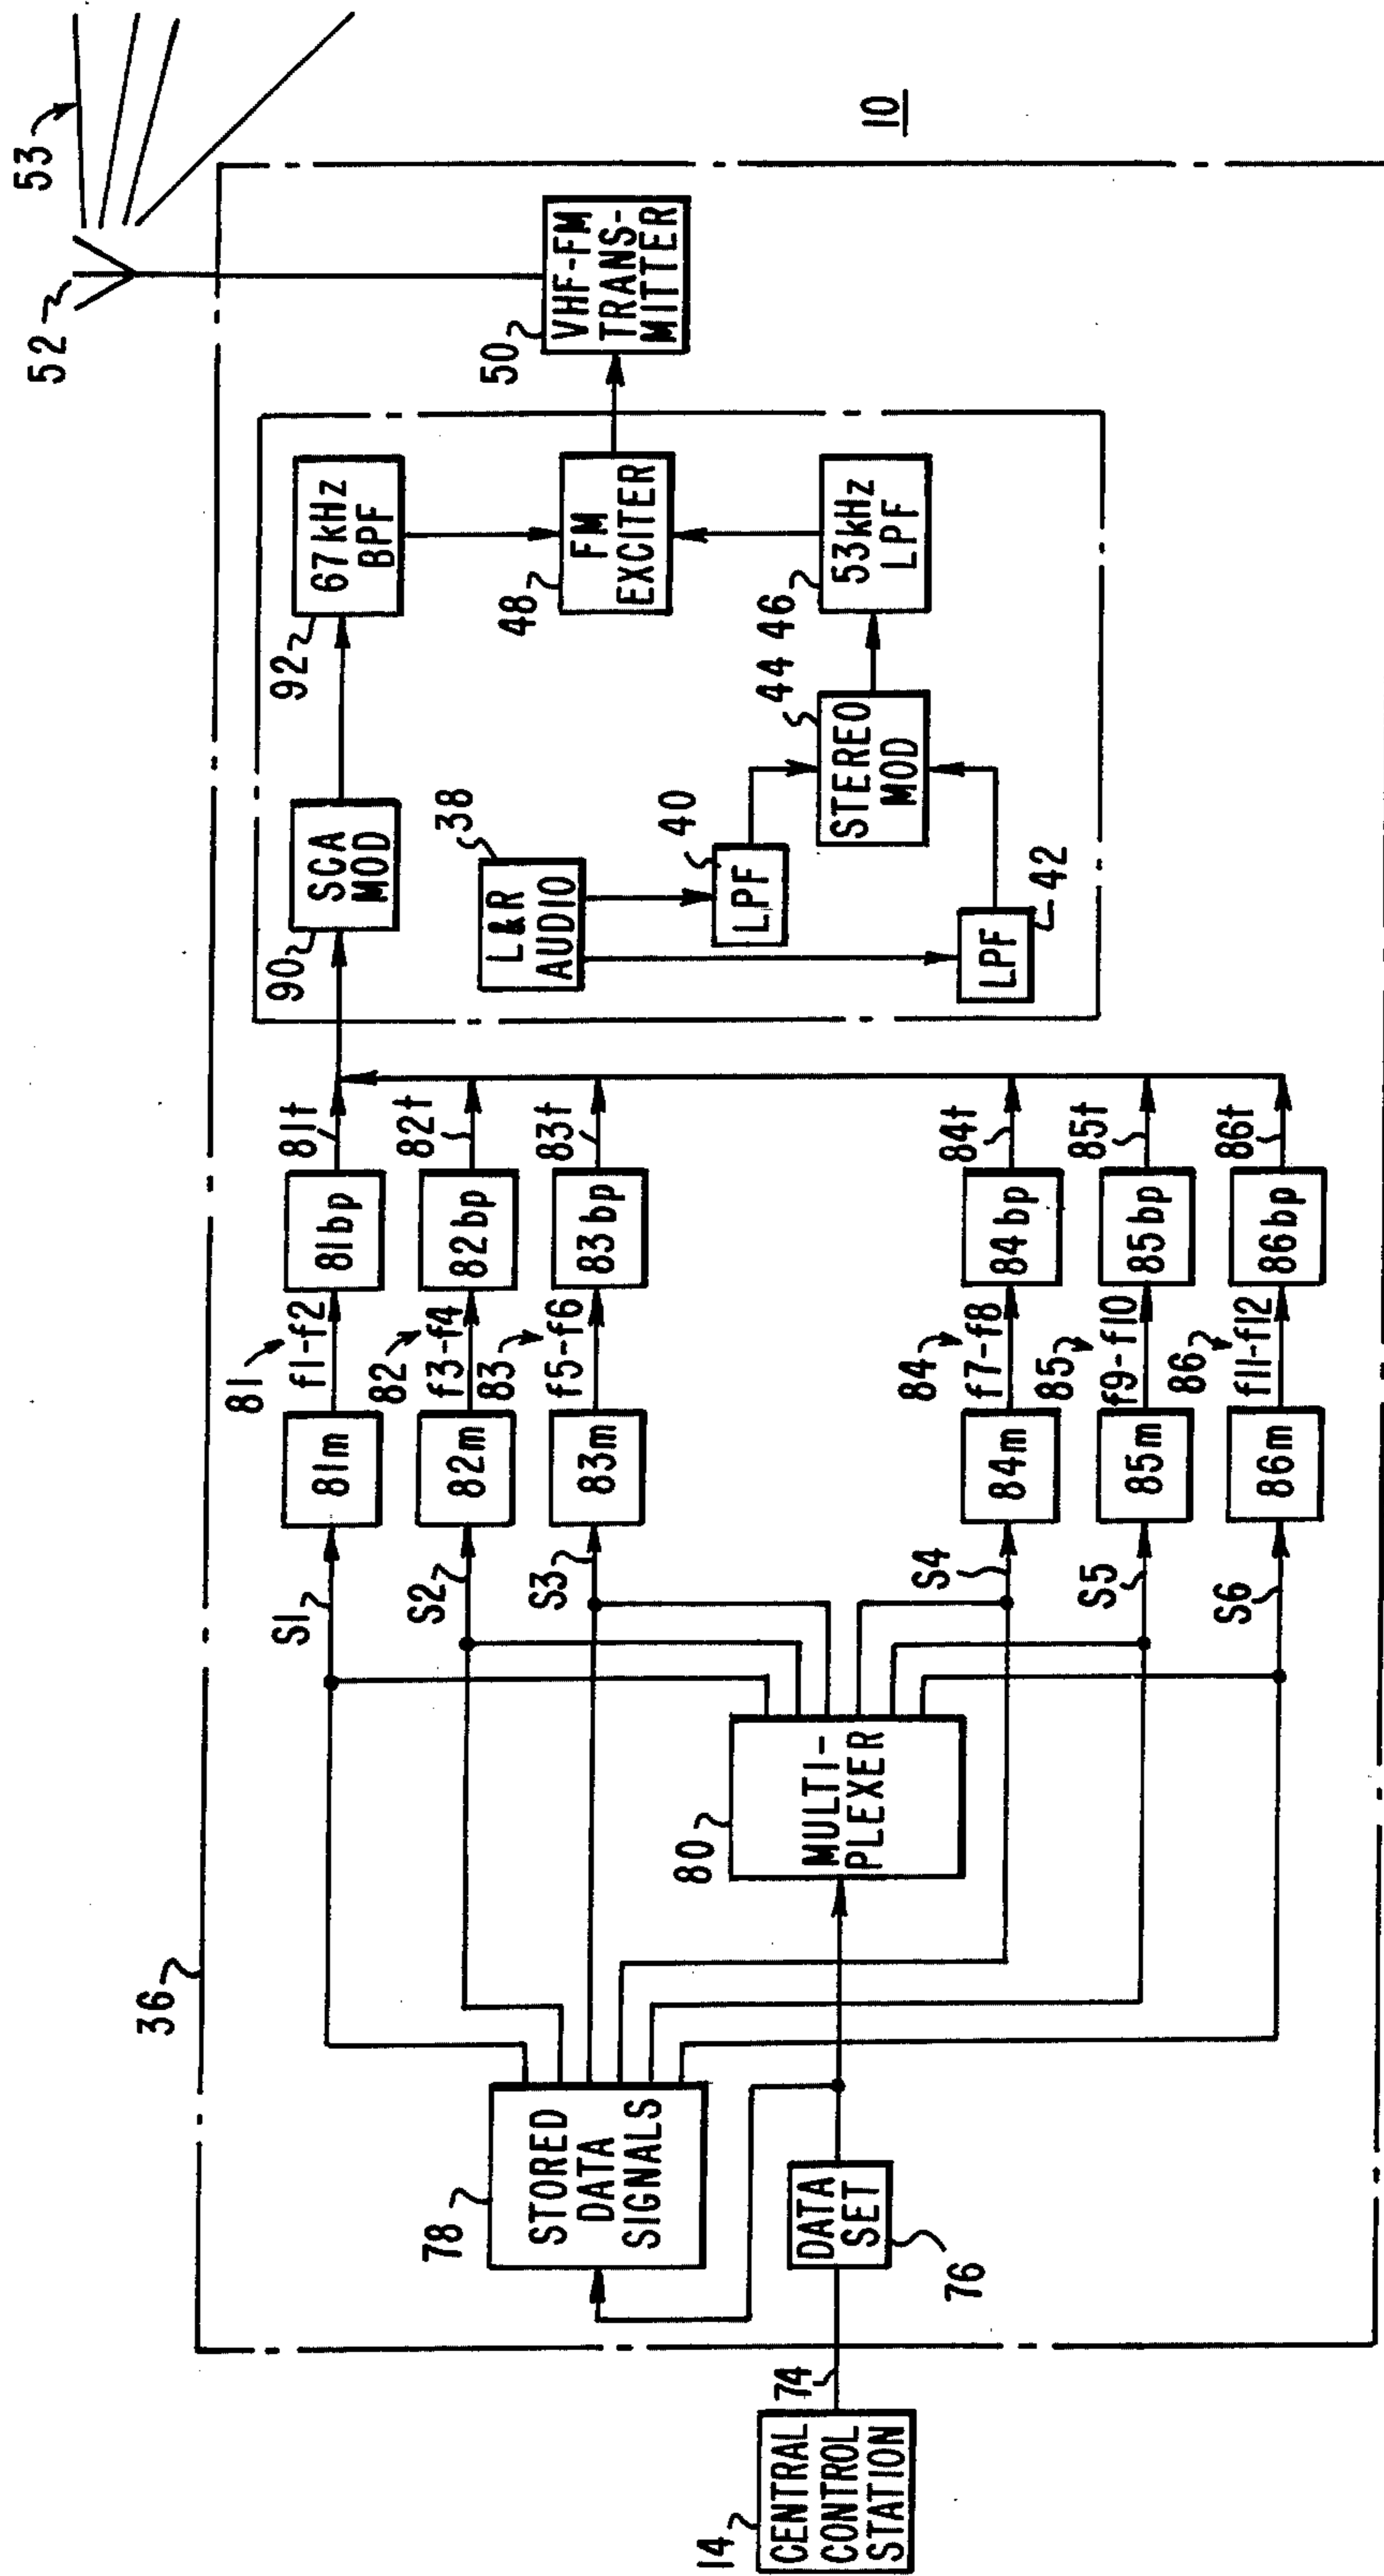 53
52
10
36
50
VHF-FM
TRANS-
MITTER
92
67kHz
BPF
48
FM
EXCITER
46
53kHz
LPF
90
SCA
MOD
38
L&R
AUDIO
40
LPF
44
STEREO
MOD
LPF
42
81
S1
81m
f1-f2
81bp
81t
82
S2
82m
f3-f4
82bp
82t
83
S3
83m
f5-f6
83bp
83t
84
S4
84m
f7-f8
84bp
84t
85
S5
85m
f9-f10
85bp
85t
86
S6
86m
f11-f12
86bp
86t
80
MULTI-
PLEXER
78
STORED
DATA
SIGNALS
DATA
SET
76
74
14
CENTRAL
CONTROL
STATION